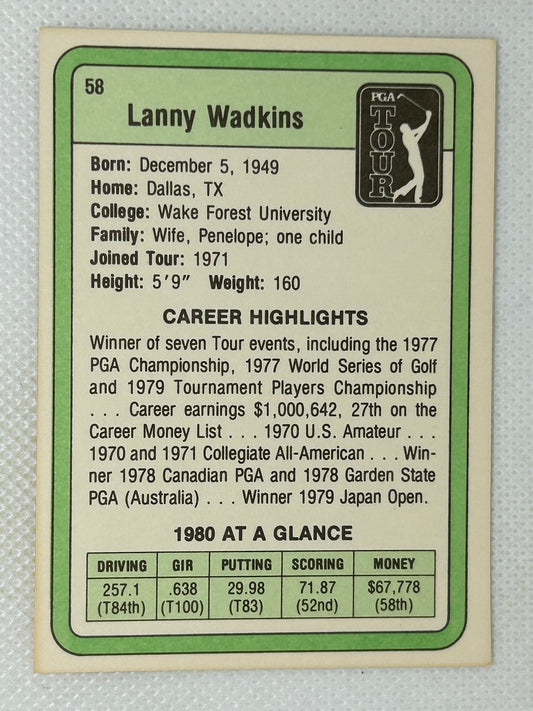 58
Lanny Wadkins
PGA
TOUR
Born: December 5, 1949
Home: Dallas, TX
College: Wake Forest University
Family: Wife, Penelope; one child
Joined Tour: 1971
Height: 5'9" Weight: 160
CAREER HIGHLIGHTS
Winner of seven Tour events, including the 1977
PGA Championship, 1977 World Series of Golf
and 1979 Tournament Players Championship
. . . Career earnings $1,000,642, 27th on the
Career Money List . . . 1970 U.S. Amateur . . .
1970 and 1971 Collegiate All-American . . . Win-
ner 1978 Canadian PGA and 1978 Garden State
PGA (Australia) . . . Winner 1979 Japan Open.
1980 AT A GLANCE
DRIVING GIR PUTTING SCORING MONEY
257.1 .638 29.98 71.87 $67,778
(T84th) (T100) (T83) (52nd) (58th)